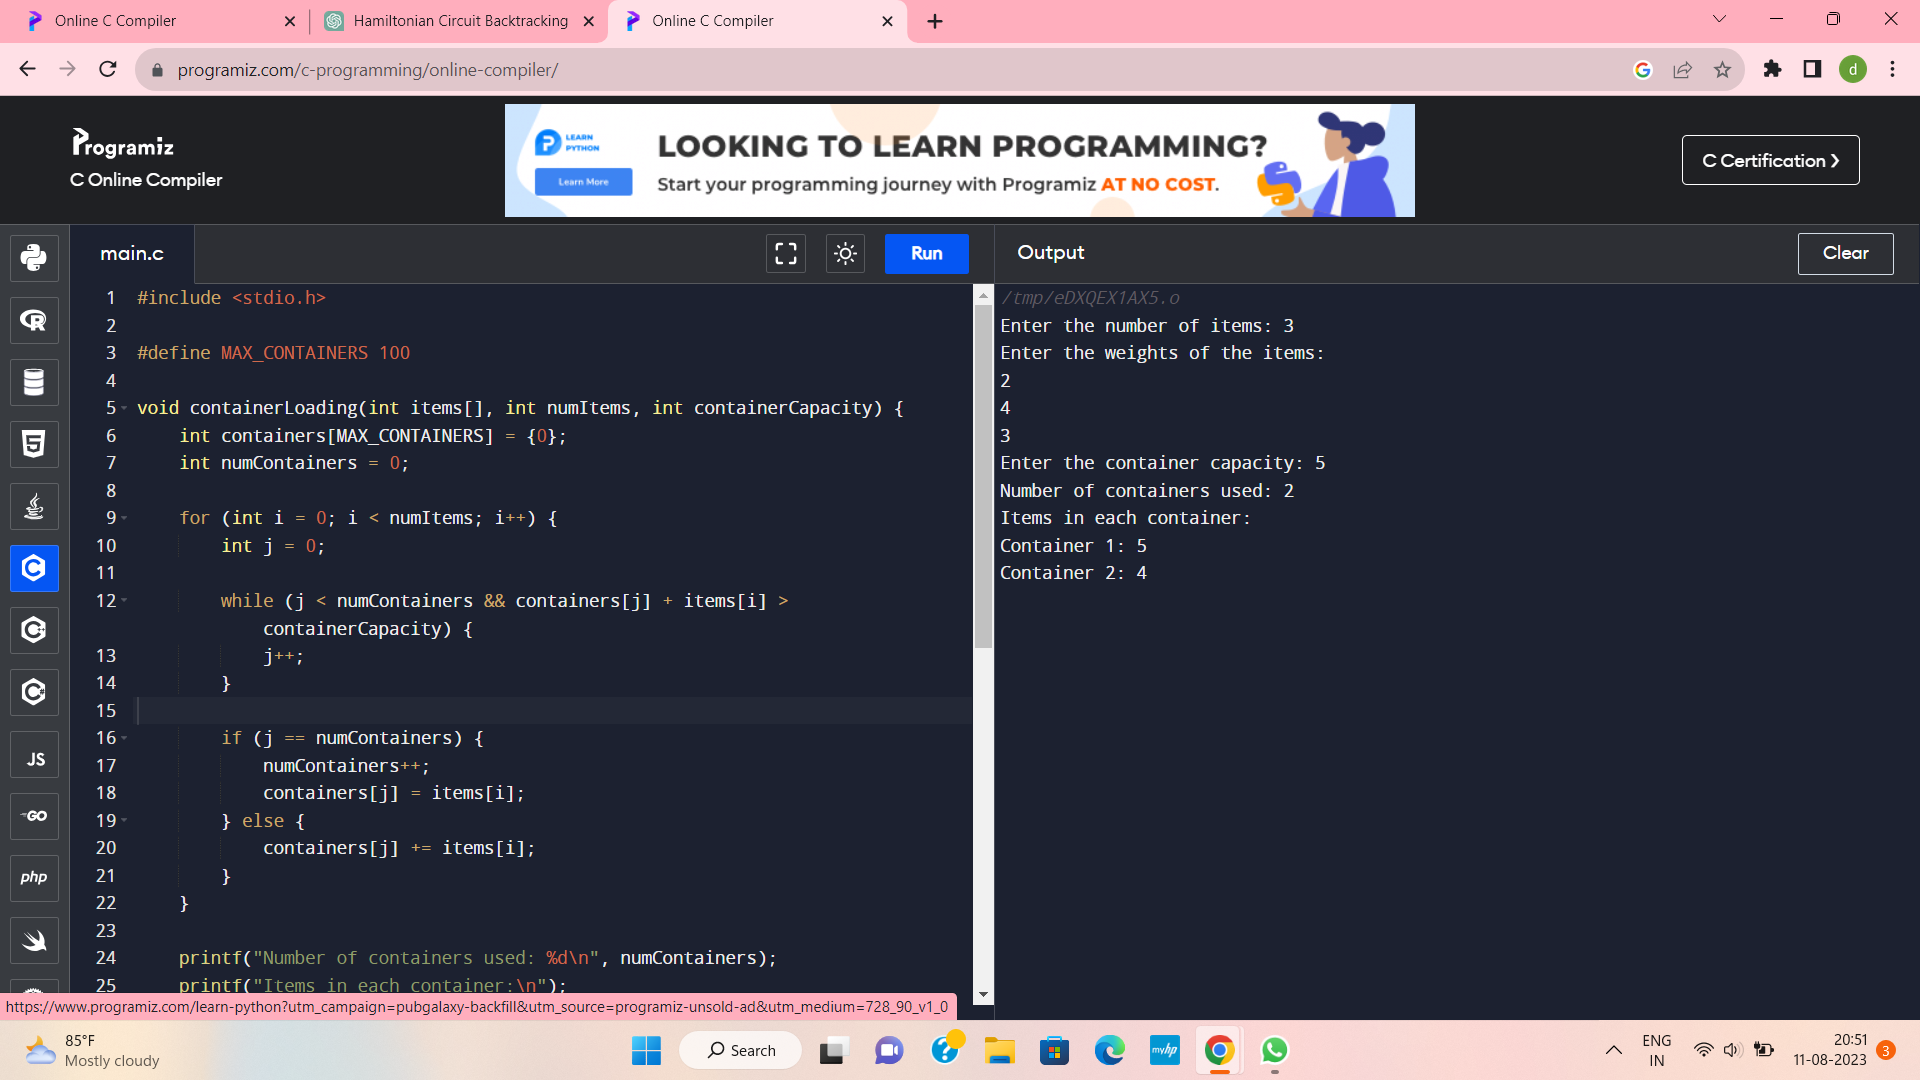 Online C Compiler
Hamiltonian Circuit Backtracking
Online C Compiler
programiz.com/c-programming/online-compiler/
d
Programiz
C Online Compiler
LEARN
PYTHON
Learn More
LOOKING TO LEARN PROGRAMMING?
Start your programming journey with Programiz AT NO COST.
C Certification ❯
main.c
Run
Output
Clear
1 #include <stdio.h>
2
3 #define MAX_CONTAINERS 100
4
5 void containerLoading(int items[], int numItems, int containerCapacity) {
6     int containers[MAX_CONTAINERS] = {0};
7     int numContainers = 0;
8
9     for (int i = 0; i < numItems; i++) {
10         int j = 0;
11
12         while (j < numContainers && containers[j] + items[i] >
            containerCapacity) {
13             j++;
14         }
15
16         if (j == numContainers) {
17             numContainers++;
18             containers[j] = items[i];
19         } else {
20             containers[j] += items[i];
21         }
22     }
23
24     printf("Number of containers used: %d\n", numContainers);
25     printf("Items in each container:\n");
/tmp/eDXQEX1AX5.o
Enter the number of items: 3
Enter the weights of the items:
2
4
3
Enter the container capacity: 5
Number of containers used: 2
Items in each container:
Container 1: 5
Container 2: 4
R
5
C
JS
GO
php
https://www.programiz.com/learn-python?utm_campaign=pubgalaxy-backfill&utm_source=programiz-unsold-ad&utm_medium=728_90_v1_0
85°F
Mostly cloudy
Search
myhp
ENG
IN
20:51
11-08-2023
3